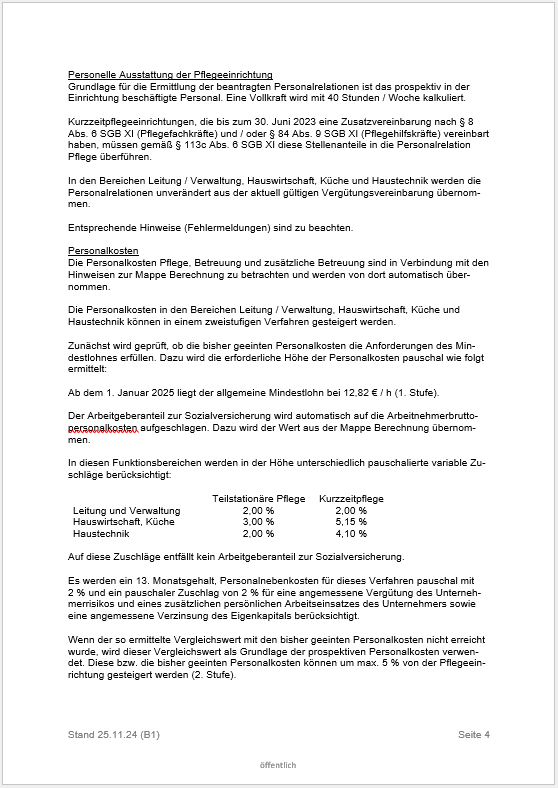 Personelle Ausstattung der Pflegeeinrichtung
Grundlage für die Ermittlung der beantragten Personalrelationen ist das prospektiv in der
Einrichtung beschäftigte Personal. Eine Vollkraft wird mit 40 Stunden / Woche kalkuliert.
Kurzzeitpflegeeinrichtungen, die bis zum 30. Juni 2023 eine Zusatzvereinbarung nach § 8
Abs. 6 SGB XI (Pflegefachkräfte) und / oder § 84 Abs. 9 SGB XI (Pflegehilfskräfte) vereinbart
haben, müssen gemäß § 113c Abs. 6 SGB XI diese Stellenanteile in die Personalrelation
Pflege überführen.
In den Bereichen Leitung / Verwaltung, Hauswirtschaft, Küche und Haustechnik werden die
Personalrelationen unverändert aus der aktuell gültigen Vergütungsvereinbarung übernom-
men.
Entsprechende Hinweise (Fehlermeldungen) sind zu beachten.
Personalkosten
Die Personalkosten Pflege, Betreuung und zusätzliche Betreuung sind in Verbindung mit den
Hinweisen zur Mappe Berechnung zu betrachten und werden von dort automatisch über-
nommen.
Die Personalkosten in den Bereichen Leitung / Verwaltung, Hauswirtschaft, Küche und
Haustechnik können in einem zweistufigen Verfahren gesteigert werden.
Zunächst wird geprüft, ob die bisher geeinten Personalkosten die Anforderungen des Min-
destlohnes erfüllen. Dazu wird die erforderliche Höhe der Personalkosten pauschal wie folgt
ermittelt:
Ab dem 1. Januar 2025 liegt der allgemeine Mindestlohn bei 12,82 € / h (1. Stufe).
Der Arbeitgeberanteil zur Sozialversicherung wird automatisch auf die Arbeitnehmerbrutto-
personalkosten aufgeschlagen. Dazu wird der Wert aus der Mappe Berechnung übernom-
men.
In diesen Funktionsbereichen werden in der Höhe unterschiedlich pauschalierte variable Zu-
schläge berücksichtigt:
Teilstationäre Pflege Kurzzeitpflege
Leitung und Verwaltung 2,00 % 2,00 %
Hauswirtschaft, Küche 3,00 % 5,15 %
Haustechnik 2,00 % 4,10 %
Auf diese Zuschläge entfällt kein Arbeitgeberanteil zur Sozialversicherung.
Es werden ein 13. Monatsgehalt, Personalnebenkosten für dieses Verfahren pauschal mit
2 % und ein pauschaler Zuschlag von 2 % für eine angemessene Vergütung des Unterneh-
merrisikos und eines zusätzlichen persönlichen Arbeitseinsatzes des Unternehmers sowie
eine angemessene Verzinsung des Eigenkapitals berücksichtigt.
Wenn der so ermittelte Vergleichswert mit den bisher geeinten Personalkosten nicht erreicht
wurde, wird dieser Vergleichswert als Grundlage der prospektiven Personalkosten verwen-
det. Diese bzw. die bisher geeinten Personalkosten können um max. 5 % von der Pflegeein-
richtung gesteigert werden (2. Stufe).
Stand 25.11.24 (B1) Seite 4
öffentlich